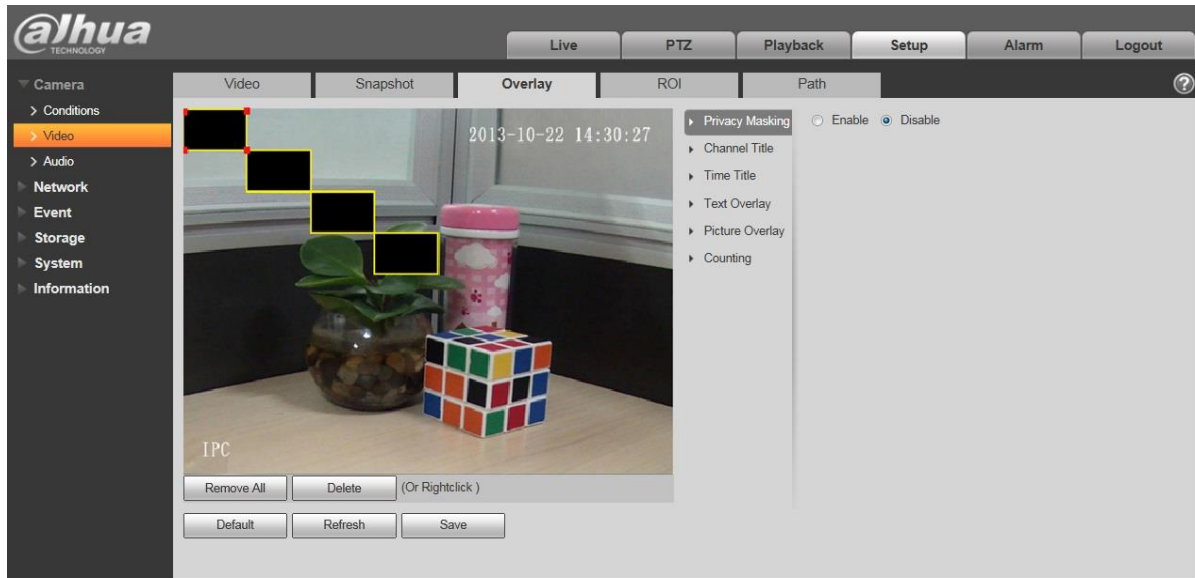 alhua
TECHNOLOGY
Live PTZ Playback Setup Alarm Logout
Camera
> Conditions
> Video
> Audio
Network
Event
Storage
System
Information
Video Snapshot Overlay ROI Path
?
2013-10-22 14:30:27
IPC
Privacy Masking
Channel Title
Time Title
Text Overlay
Picture Overlay
Counting
Enable Disable
Remove All Delete (Or Rightclick )
Default Refresh Save